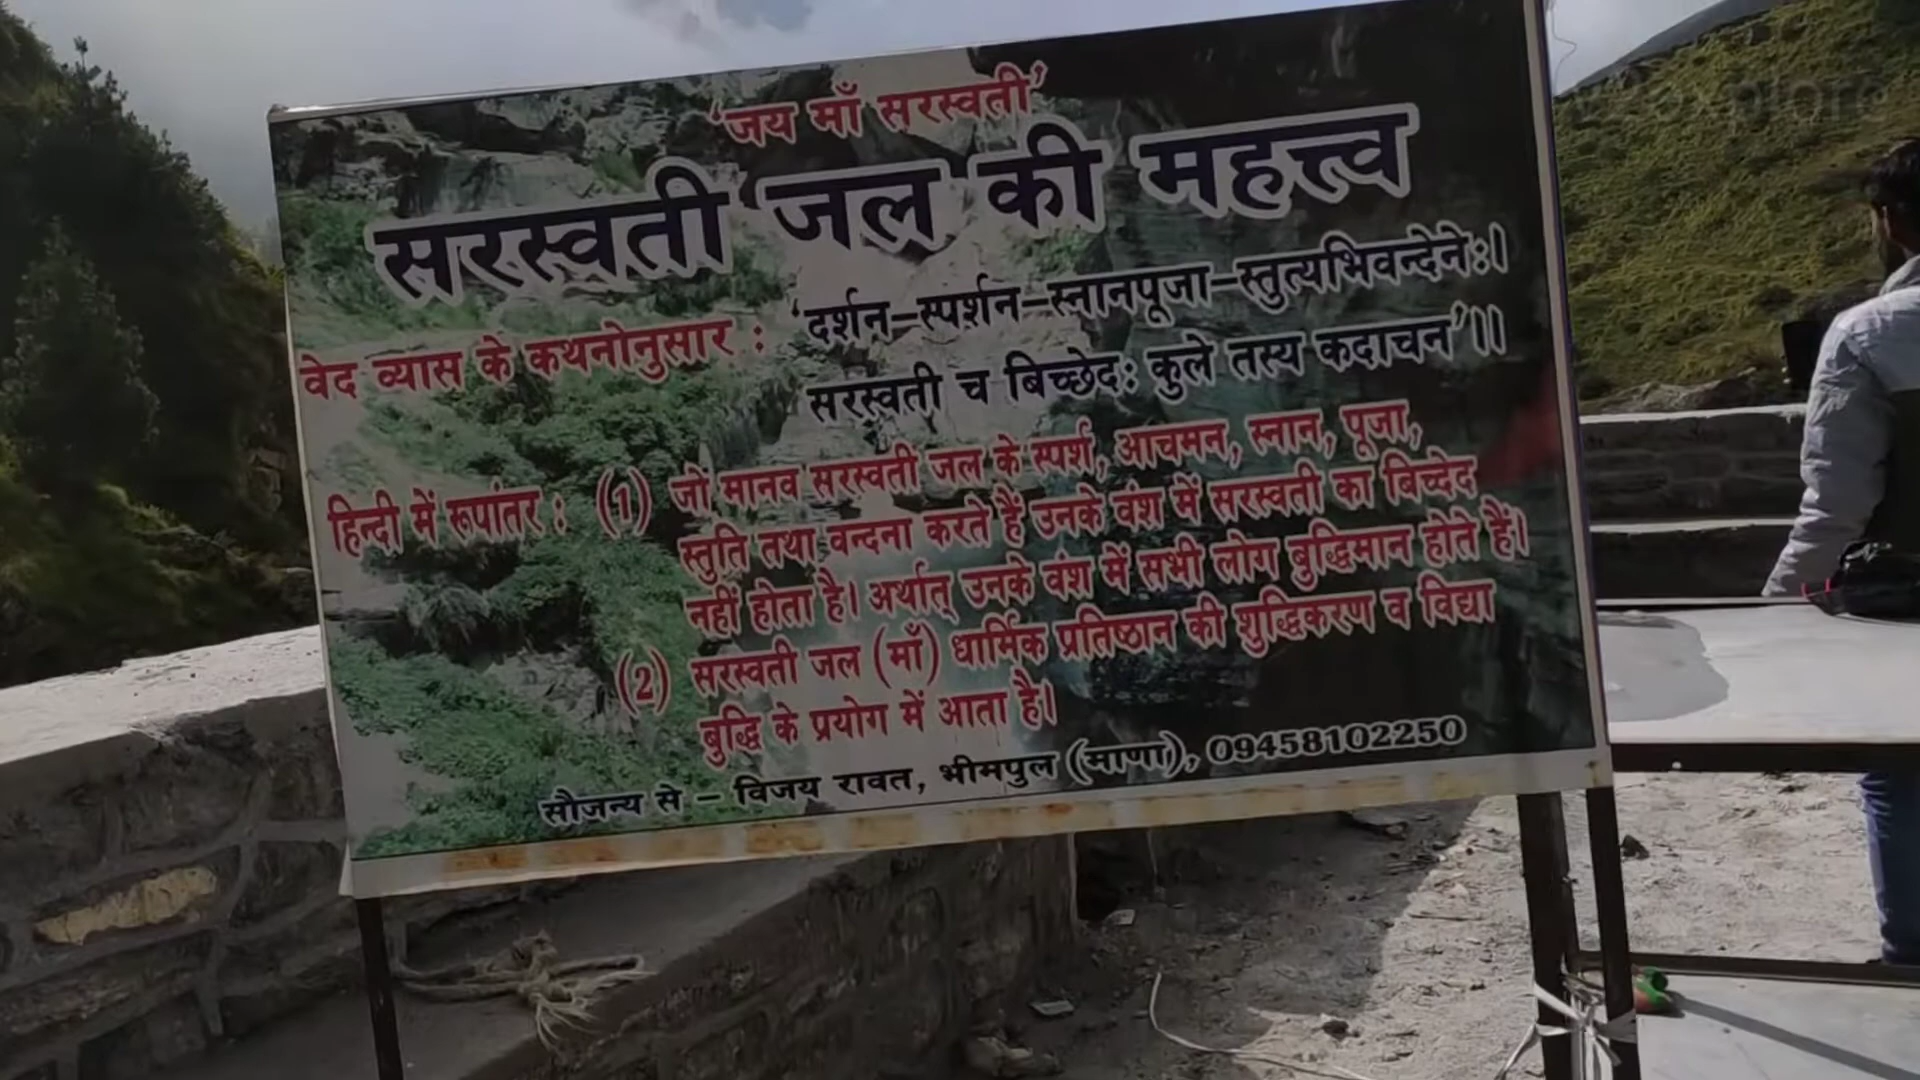 'जय माँ सरस्वती'
सरस्वती जल की महत्त्व
वेद व्यास के कथनोनुसार : 'दर्शन–स्पर्शन–स्नानपूजा–स्तुत्यभिवन्देनेः।
सरस्वती च बिच्छेदः कुले तस्य कदाचन'।।
हिन्दी में रूपांतर : (1) जों मानव सरस्वती जल के स्पर्श, आचमन, स्नान, पूजा,
स्तुति तथा वन्दना करते हैं उनके वंश में सरस्वती का बिच्देद
नहीं होता है। अर्थात् उनके वंश में सभी लोग बुद्धिमान होते हैं।
(2) सरस्वती जल (माँ) धार्मिक प्रतिष्ठान की शुद्धिकरण व विद्या
बुद्धि के प्रयोग में आता है।
सौजन्य से – विजय रावत, भीमपुल (माणा), 09458102250